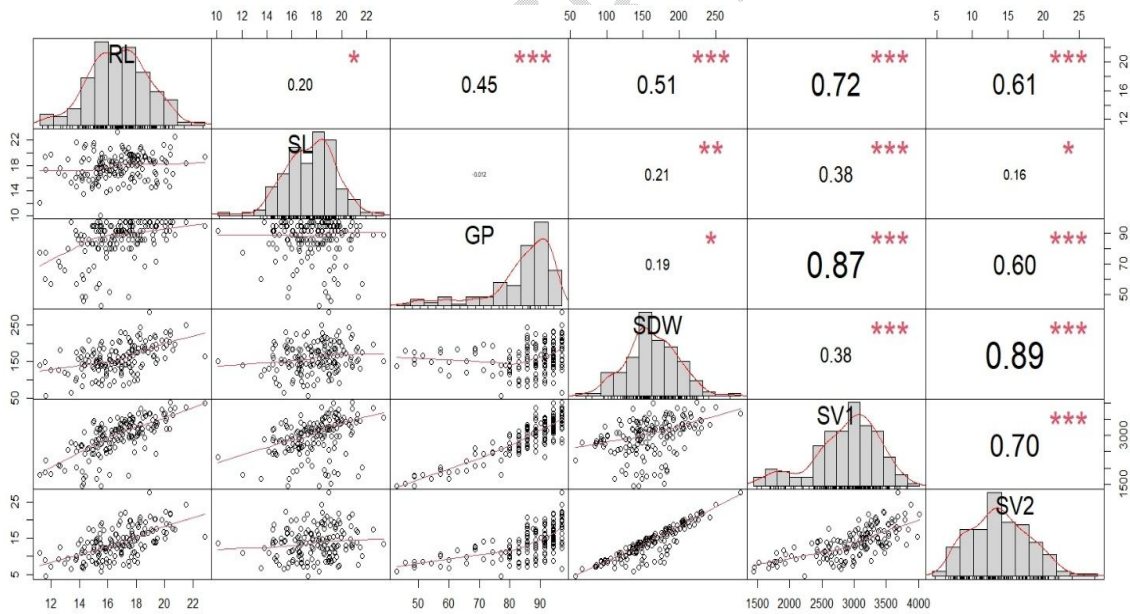 10 12 14 16 18 20 22 50 100 150 200 250 5 10 15 20 25
RL 0.20 * 0.45 *** 0.51 *** 0.72 *** 0.61 ***
12 16 20
10 14 18 22
SL -0.012 0.21 ** 0.38 *** 0.16 *
GP 0.19 * 0.87 *** 0.60 ***
50 70 90
50 150 250
SDW 0.38 *** 0.89 ***
SV1 0.70 ***
1500 3000
5 15 25
SV2
12 14 16 18 20 22 50 60 70 80 90 1500 2000 2500 3000 3500 4000